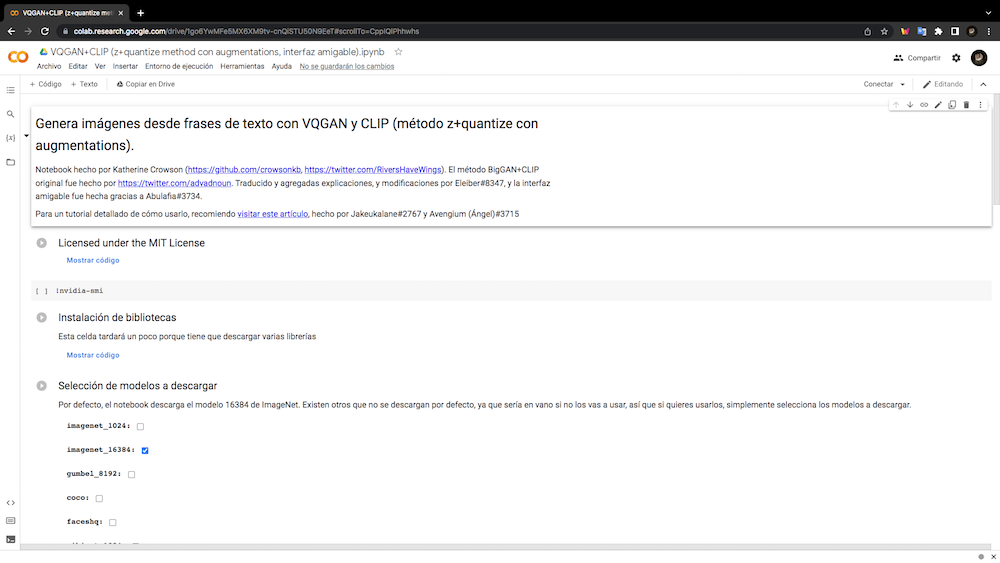 VQGAN+CLIP (z+quantize me
colab.research.google.com/drive/1go6YwMFe5MX6XM9tv-cnQiSTU50N9EeT#scrollTo=CppIQlPhhwhs
VQGAN+CLIP (z+quantize method con augmentations, interfaz amigable).ipynb
Archivo Editar Ver Insertar Entorno de ejecución Herramientas Ayuda No se guardarán los cambios
Compartir
+ Código + Texto Copiar en Drive
Conectar Editando
Genera imágenes desde frases de texto con VQGAN y CLIP (método z+quantize con
augmentations).
Notebook hecho por Katherine Crowson (https://github.com/crowsonkb, https://twitter.com/RiversHaveWings). El método BigGAN+CLIP
original fue hecho por https://twitter.com/advadnoun. Traducido y agregadas explicaciones, y modificaciones por Eleiber#8347, y la interfaz
amigable fue hecha gracias a Abulafia#3734.
Para un tutorial detallado de cómo usarlo, recomiendo visitar este artículo, hecho por Jakeukalane#2767 y Avengium (Ángel)#3715
Licensed under the MIT License
Mostrar código
[ ] !nvidia-smi
Instalación de bibliotecas
Esta celda tardará un poco porque tiene que descargar varias librerías
Mostrar código
Selección de modelos a descargar
Por defecto, el notebook descarga el modelo 16384 de ImageNet. Existen otros que no se descargan por defecto, ya que sería en vano si no los vas a usar, así que si quieres usarlos, simplemente selecciona los modelos a descargar.
imagenet_1024:
imagenet_16384:
gumbel_8192:
coco:
faceshq: